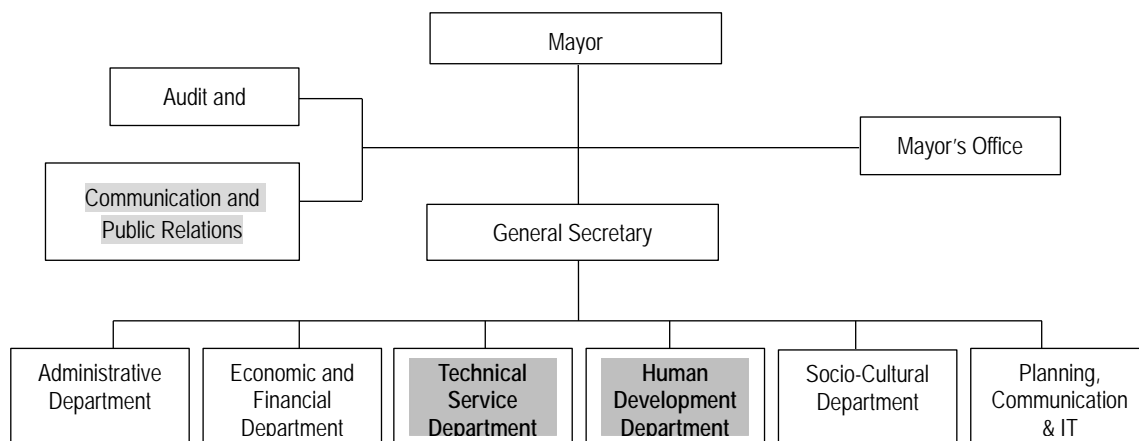 Mayor
Audit and
Mayor's Office
Communication and
Public Relations
General Secretary
Administrative
Department
Economic and
Financial
Department
Technical
Service
Department
Human
Development
Department
Socio-Cultural
Department
Planning,
Communication
& IT